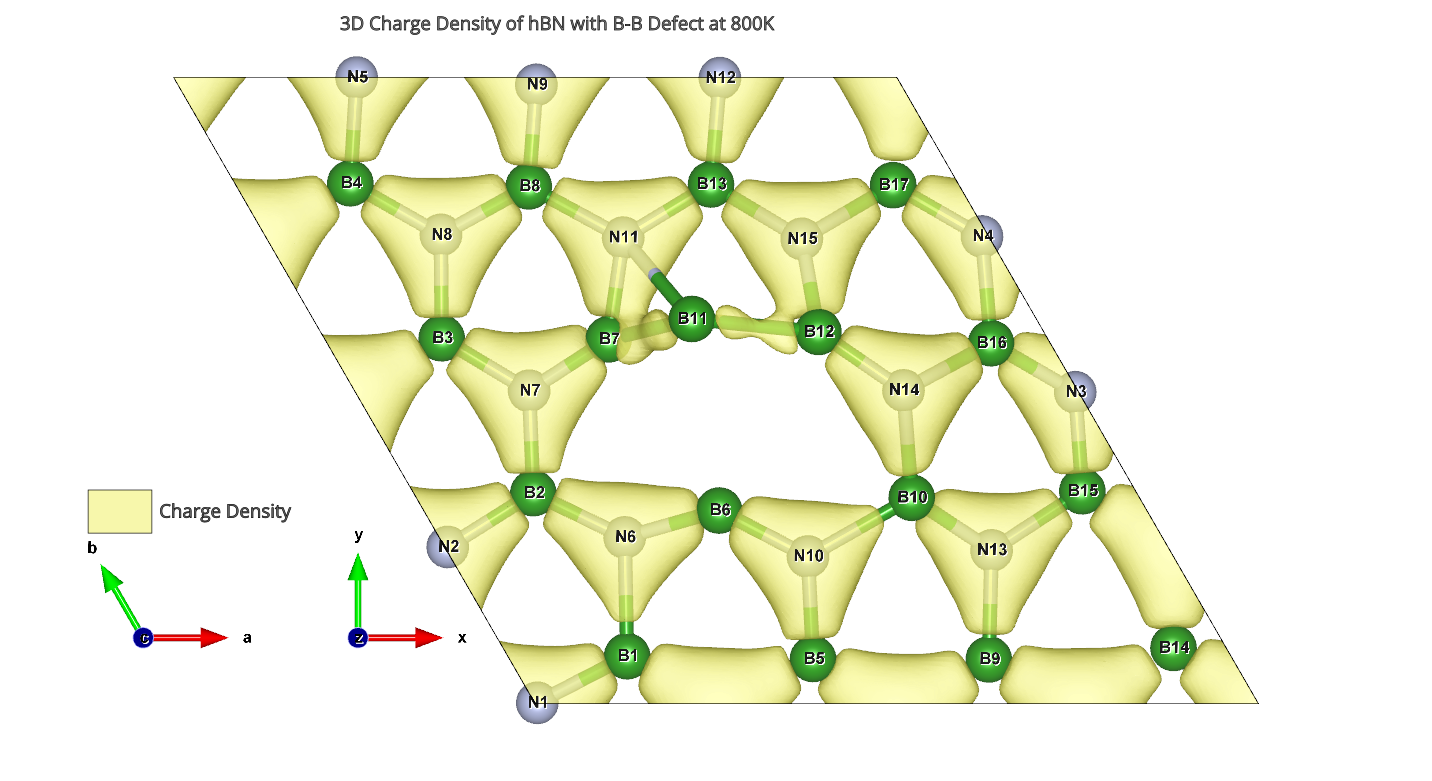 3D Charge Density of hBN with B-B Defect at 800K
N5 N9 N12
B4 B8 B13 B17
N8 N11 N15 N4
B3 B7 B11 B12 B16
N7 N14 N3
B2 B6 B10 B15
N2 N6 N10 N13
B1 B5 B9 B14
N1
Charge Density
b
c a
y
z x